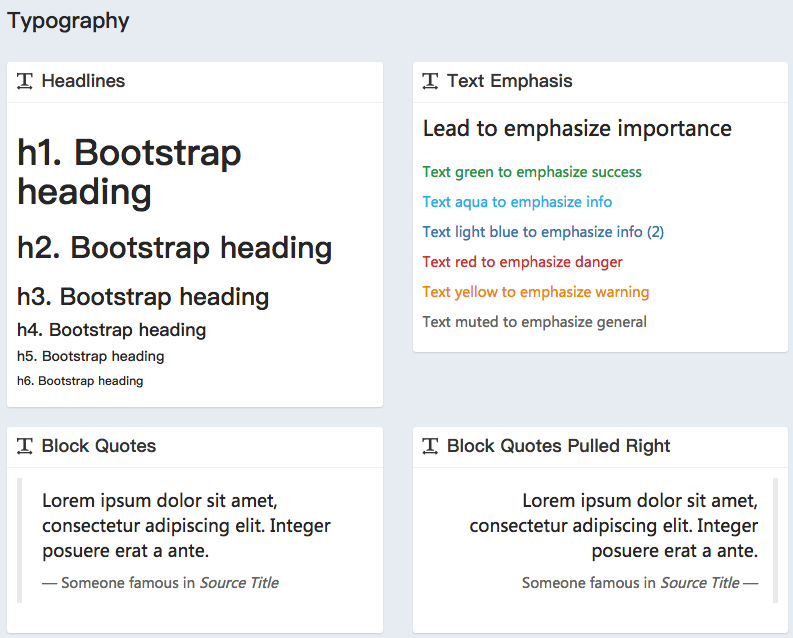 Typography
Headlines
h1. Bootstrap
heading
h2. Bootstrap heading
h3. Bootstrap heading
h4. Bootstrap heading
h5. Bootstrap heading
h6. Bootstrap heading
Text Emphasis
Lead to emphasize importance
Text green to emphasize success
Text aqua to emphasize info
Text light blue to emphasize info (2)
Text red to emphasize danger
Text yellow to emphasize warning
Text muted to emphasize general
Block Quotes
Lorem ipsum dolor sit amet,
consectetur adipiscing elit. Integer
posuere erat a ante.
— Someone famous in Source Title
Block Quotes Pulled Right
Lorem ipsum dolor sit amet,
consectetur adipiscing elit. Integer
posuere erat a ante.
Someone famous in Source Title —